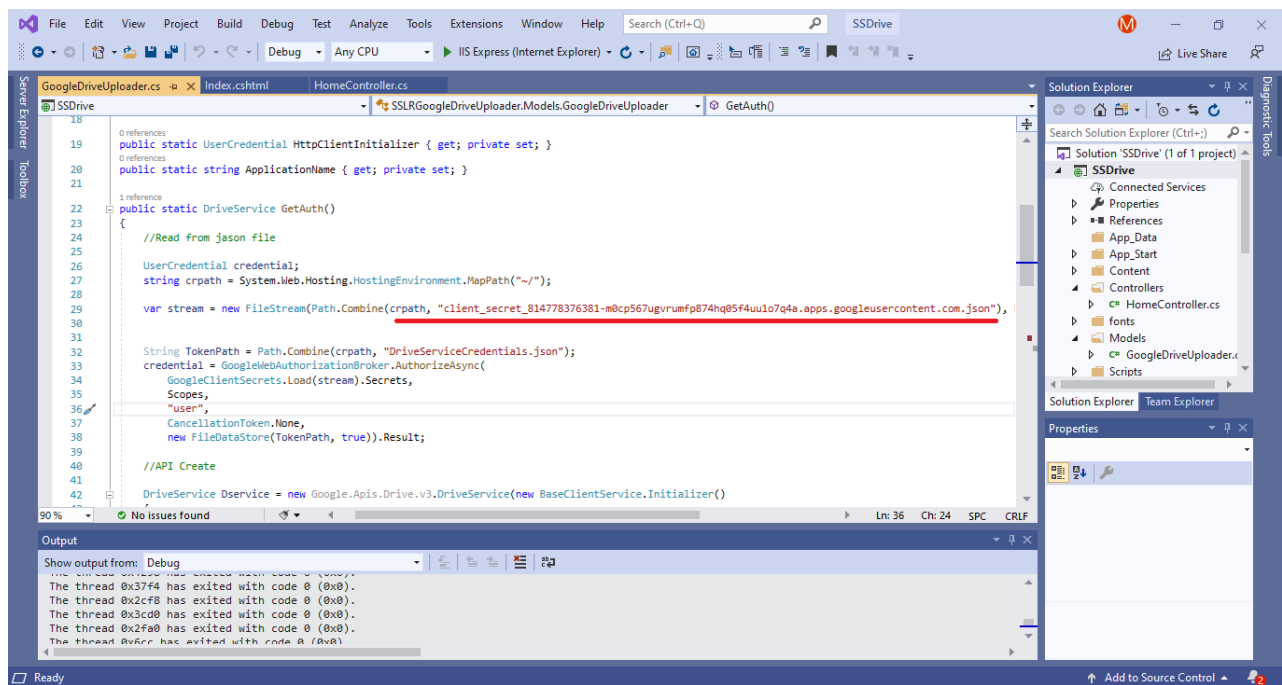 File Edit View Project Build Debug Test Analyze Tools Extensions Window Help Search (Ctrl+Q) SSDrive M
Debug Any CPU IIS Express (Internet Explorer) Live Share
Server Explorer
Toolbox
GoogleDriveUploader.cs Index.cshtml HomeController.cs
SSDrive SSLRGoogleDriveUploader.Models.GoogleDriveUploader GetAuth()
18
0 references
19 public static UserCredential HttpClientInitializer { get; private set; }
0 references
20 public static string ApplicationName { get; private set; }
21
1 reference
22 public static DriveService GetAuth()
23 {
24 //Read from jason file
25
26 UserCredential credential;
27 string crpath = System.Web.Hosting.HostingEnvironment.MapPath("~/");
28
29 var stream = new FileStream(Path.Combine(crpath, "client_secret_814778376381-m0cp567ugvrumfp874hq05f4uu1o7q4a.apps.googleusercontent.com.json"),
30
31
32 String TokenPath = Path.Combine(crpath, "DriveServiceCredentials.json");
33 credential = GoogleWebAuthorizationBroker.AuthorizeAsync(
34 GoogleClientSecrets.Load(stream).Secrets,
35 Scopes,
36 "user",
37 CancellationToken.None,
38 new FileDataStore(TokenPath, true)).Result;
39
40 //API Create
41
42 DriveService Dservice = new Google.Apis.Drive.v3.DriveService(new BaseClientService.Initializer()
90 % No issues found Ln: 36 Ch: 24 SPC CRLF
Output
Show output from: Debug
The thread 0x37f4 has exited with code 0 (0x0).
The thread 0x2cf8 has exited with code 0 (0x0).
The thread 0x3cd0 has exited with code 0 (0x0).
The thread 0x2fa0 has exited with code 0 (0x0).
The thread 0x6cc has exited with code 0 (0x0)
Solution Explorer
Search Solution Explorer (Ctrl+;)
Solution 'SSDrive' (1 of 1 project)
SSDrive
Connected Services
Properties
References
App_Data
App_Start
Content
Controllers
C# HomeController.cs
fonts
Models
C# GoogleDriveUploader.c
Scripts
Solution Explorer Team Explorer
Properties
Diagnostic Tools
Ready Add to Source Control 2